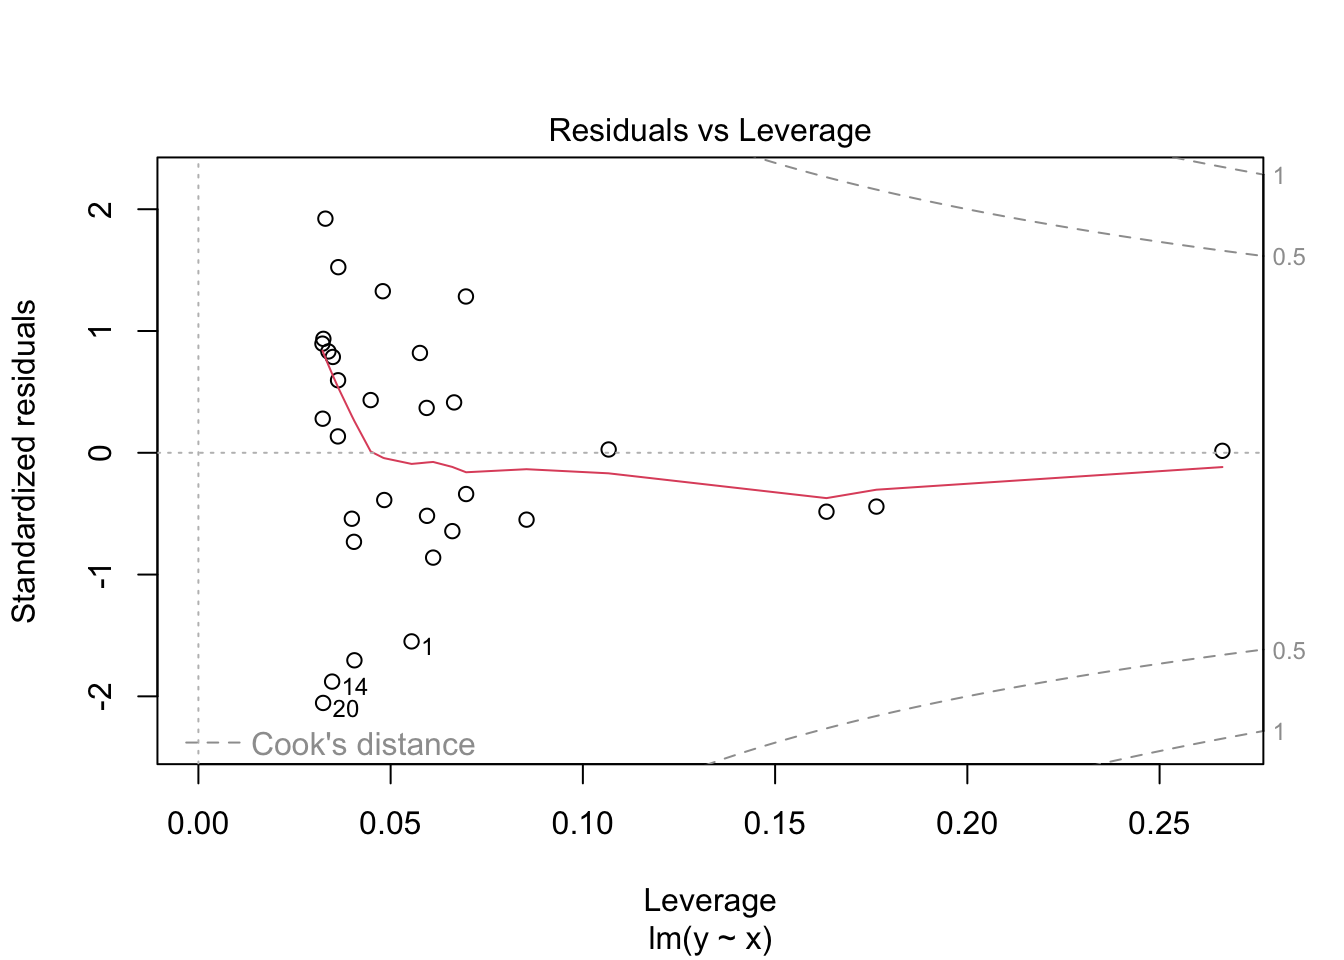 Residuals vs Leverage
Standardized residuals
2
1
0
-1
-2
1
0.5
0.5
1
1
14
20
Cook's distance
0.00 0.05 0.10 0.15 0.20 0.25
Leverage
lm(y ~ x)